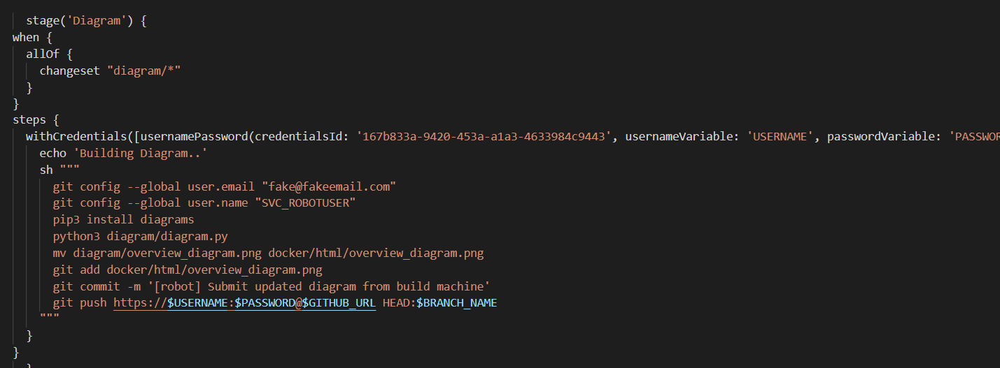 stage('Diagram') {
when {
allOf {
changeset "diagram/*"
}
}
steps {
withCredentials([usernamePassword(credentialsId: '167b833a-9420-453a-a1a3-4633984c9443', usernameVariable: 'USERNAME', passwordVariable: 'PASSWOR
echo 'Building Diagram..'
sh """
git config --global user.email "fake@fakeemail.com"
git config --global user.name "SVC_ROBOTUSER"
pip3 install diagrams
python3 diagram/diagram.py
mv diagram/overview_diagram.png docker/html/overview_diagram.png
git add docker/html/overview_diagram.png
git commit -m '[robot] Submit updated diagram from build machine'
git push https://$USERNAME:$PASSWORD@$GITHUB_URL HEAD:$BRANCH_NAME
"""
}
}
}